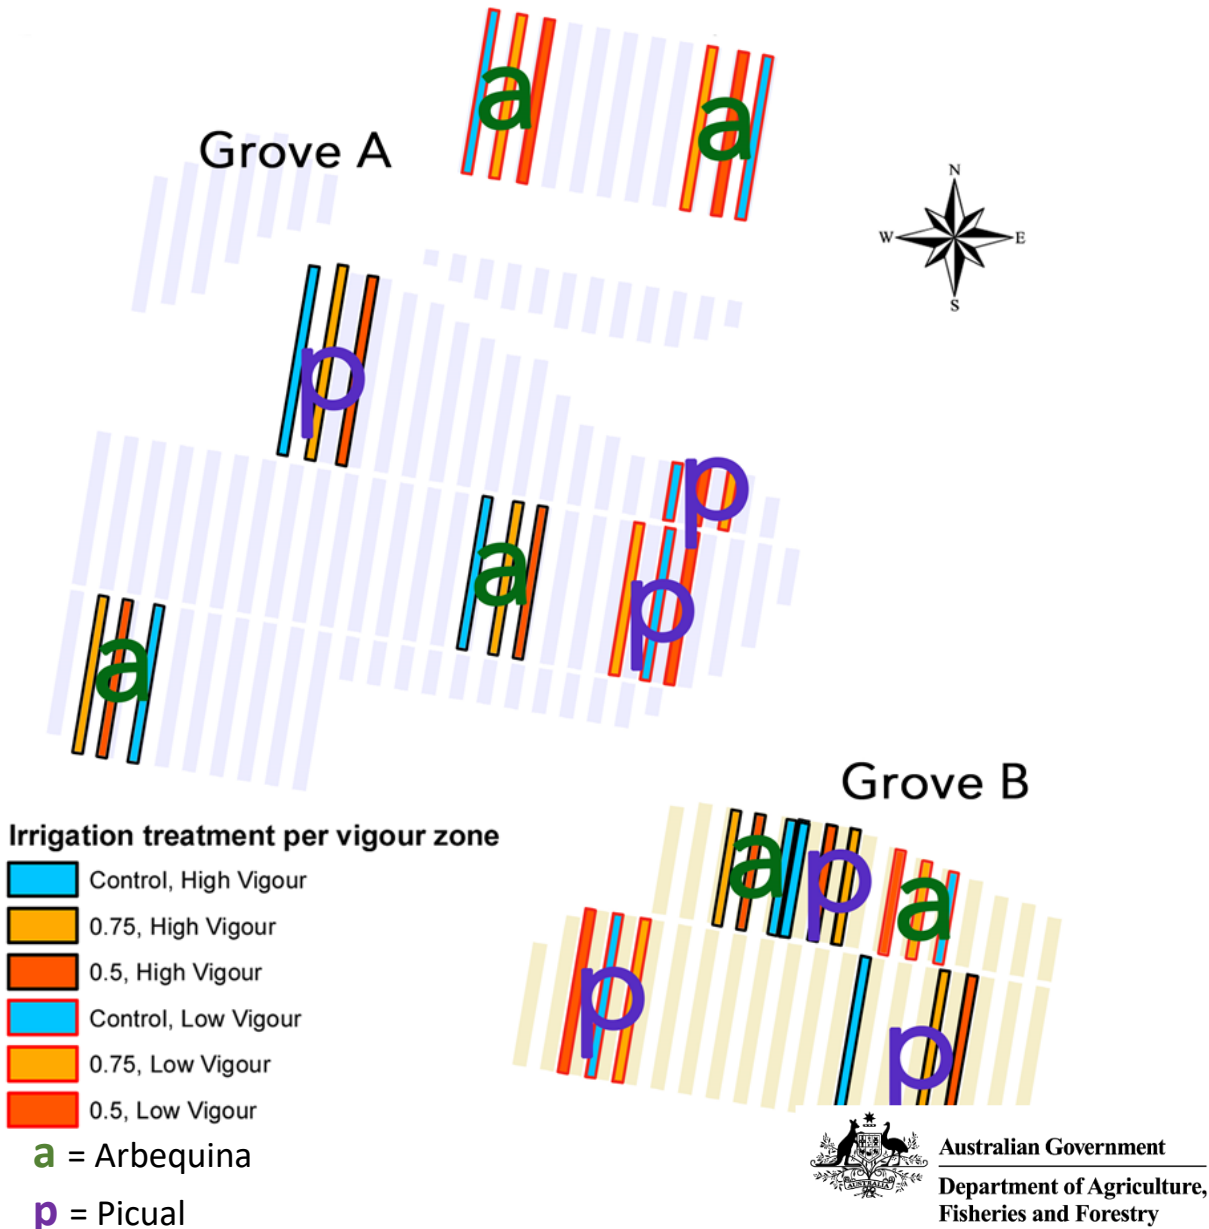 a
a
Grove A
N
W
E
S
p
p
a
p
a
Grove B
a
p
a
p
p
Irrigation treatment per vigour zone
Control, High Vigour
0.75, High Vigour
0.5, High Vigour
Control, Low Vigour
0.75, Low Vigour
0.5, Low Vigour
a = Arbequina
p = Picual
AUSTRALIA
Australian Government
Department of Agriculture,
Fisheries and Forestry